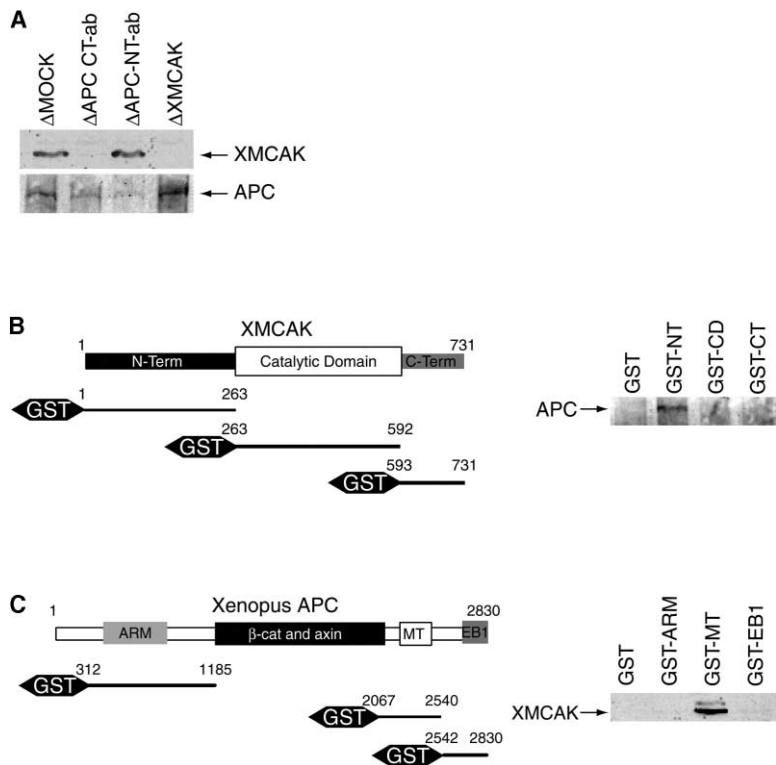 A
ΔMOCK
ΔAPC CT-ab
ΔAPC-NT-ab
ΔXMCAK
XMCAK
APC
B
XMCAK
1
731
N-Term
Catalytic Domain
C-Term
1
263
GST
263
592
GST
593
731
GST
GST
GST-NT
GST-CD
GST-CT
APC
C
Xenopus APC
1
2830
ARM
β-cat and axin
MT
EB1
312
1185
GST
2067
2540
GST
2542
2830
GST
GST
GST-ARM
GST-MT
GST-EB1
XMCAK